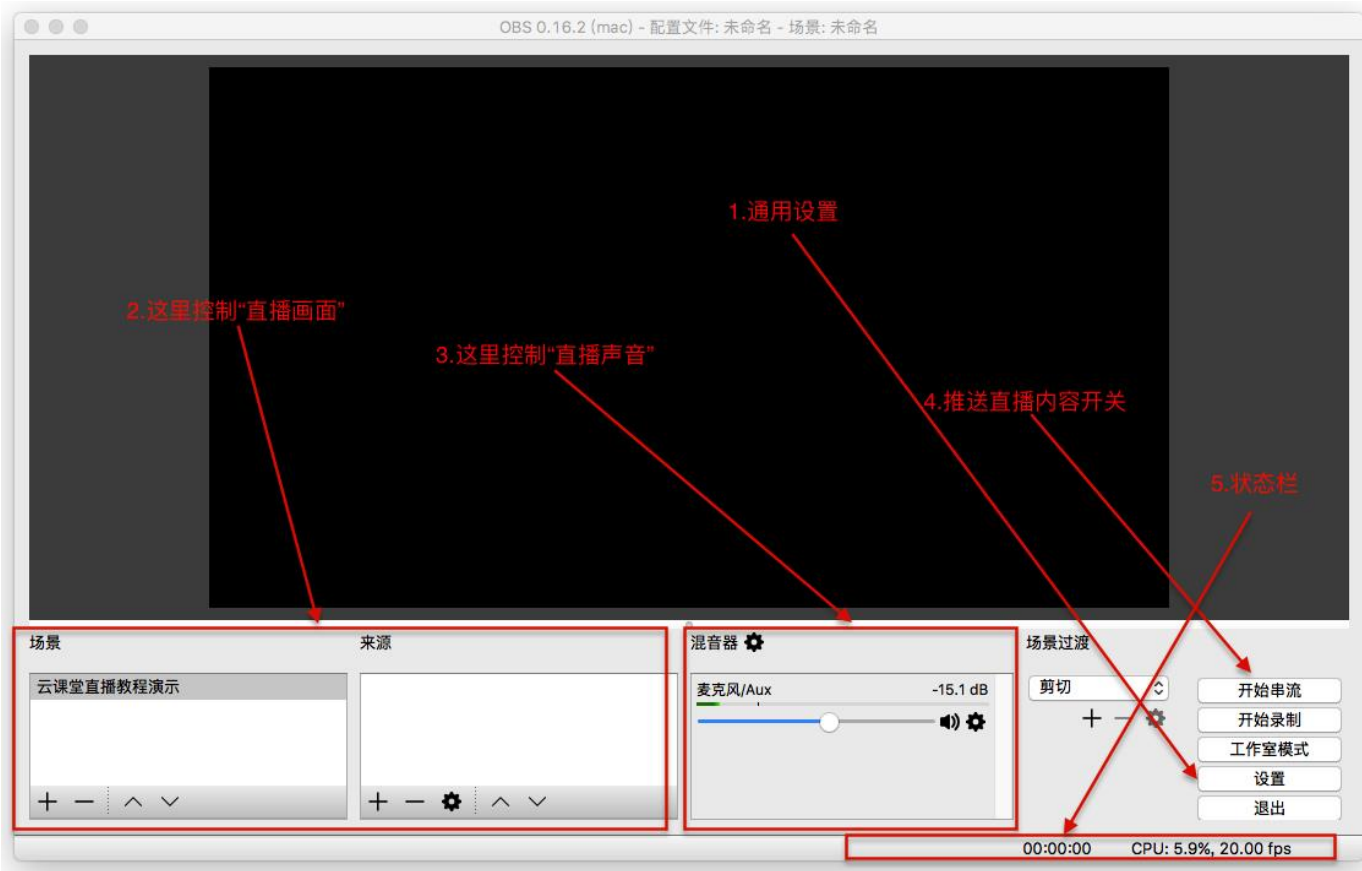 OBS 0.16.2 (mac) - 配置文件: 未命名 - 场景: 未命名
1.通用设置
2.这里控制“直播画面”
3.这里控制“直播声音”
4.推送直播内容开关
5.状态栏
场景
来源
混音器
场景过渡
云课堂直播教程演示
麦克风/Aux
-15.1 dB
剪切
开始串流
开始录制
工作室模式
设置
退出
00:00:00
CPU: 5.9%, 20.00 fps